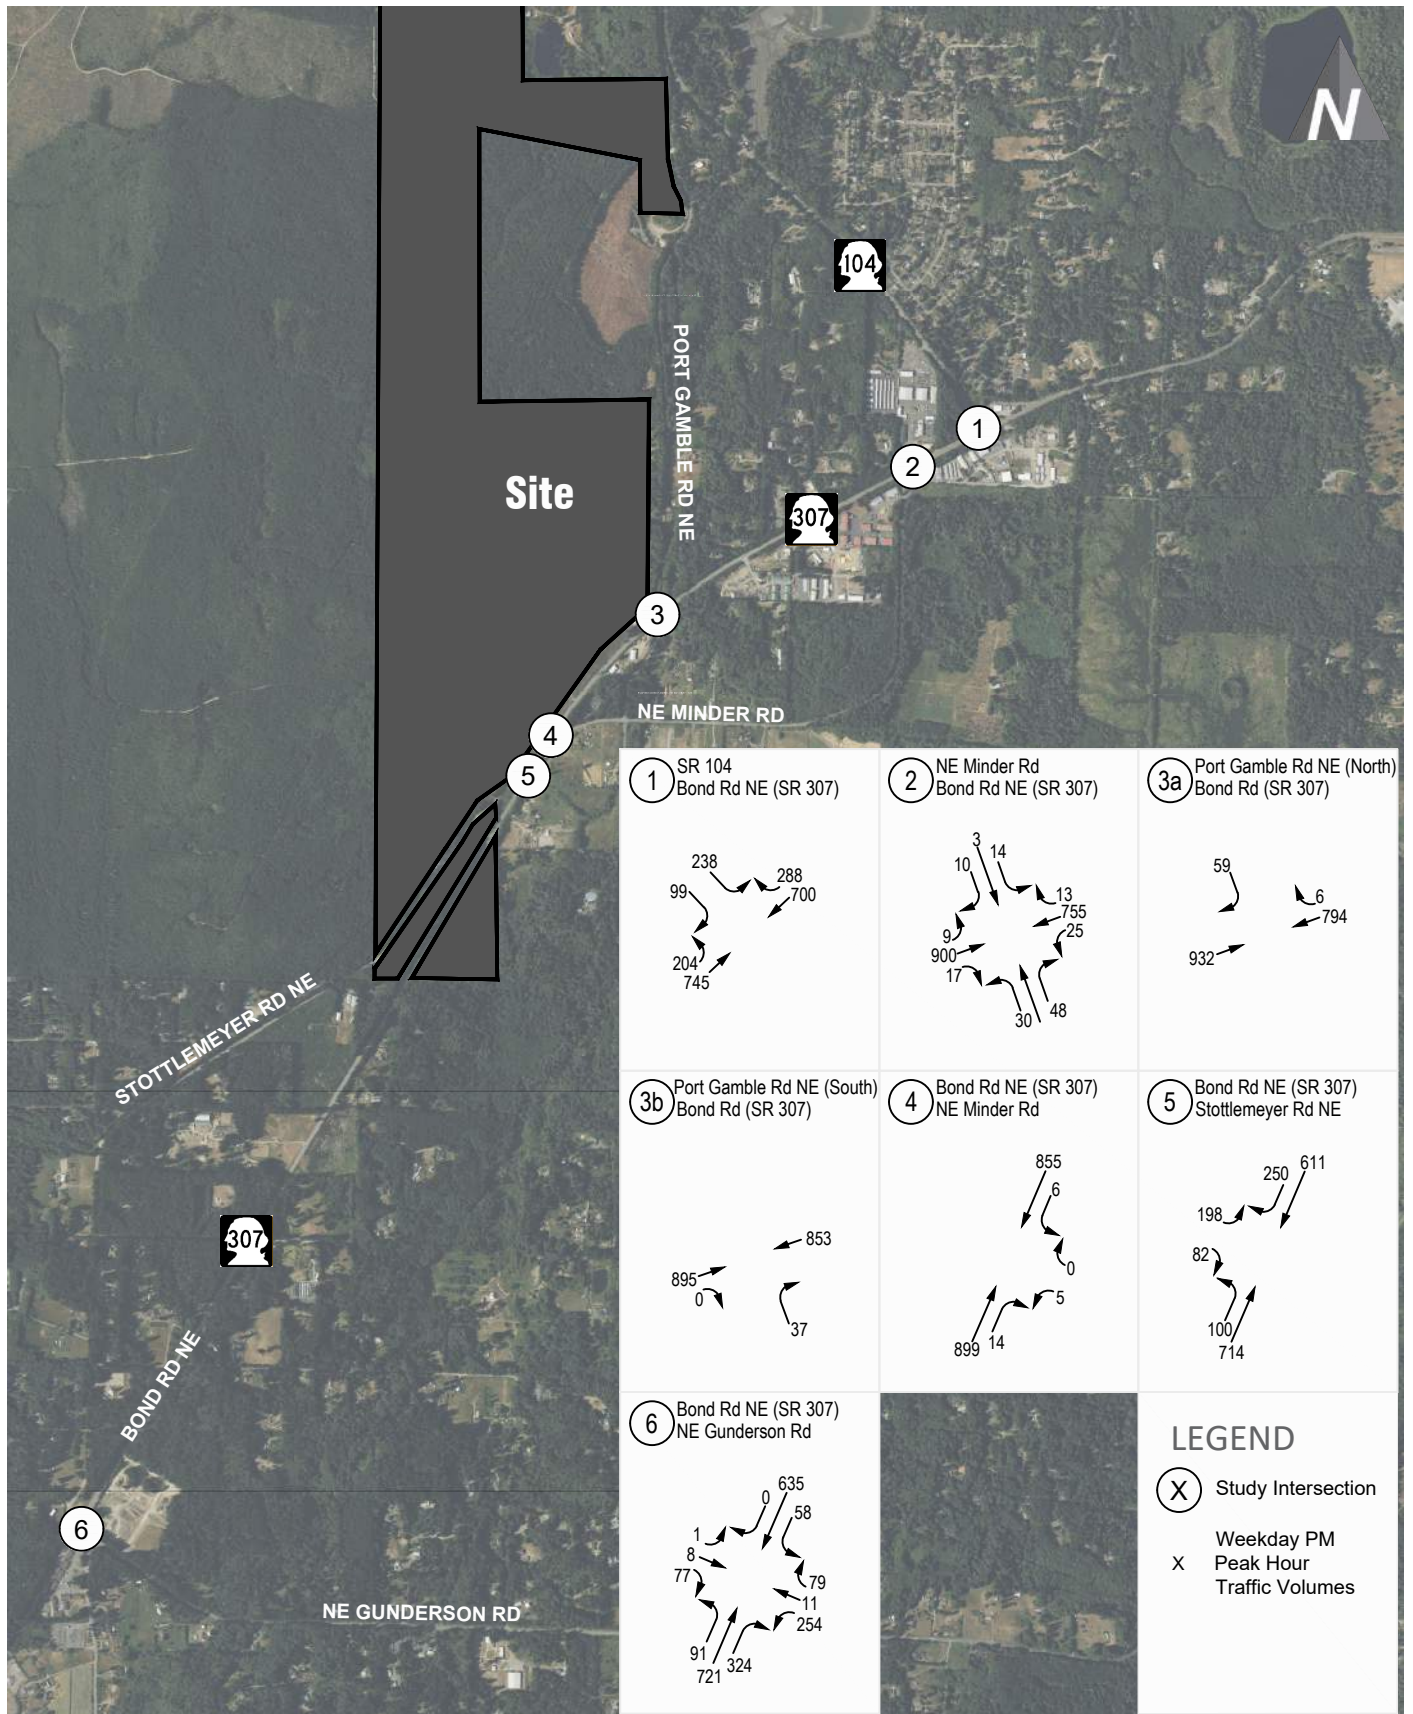 N
104
PORT GAMBLE RD NE
1
2
Site
307
3
NE MINDER RD
4
5
STOTTLEMEYER RD NE
307
BOND RD NE
6
NE GUNDERSON RD
1
SR 104
Bond Rd NE (SR 307)
238
288
99
700
204
745
2
NE Minder Rd
Bond Rd NE (SR 307)
3
14
10
13
755
25
9
900
17
30
48
3a
Port Gamble Rd NE (North)
Bond Rd (SR 307)
59
6
794
932
3b
Port Gamble Rd NE (South)
Bond Rd (SR 307)
853
895
0
37
4
Bond Rd NE (SR 307)
NE Minder Rd
855
6
0
5
899
14
5
Bond Rd NE (SR 307)
Stottlemeyer Rd NE
611
250
198
82
100
714
6
Bond Rd NE (SR 307)
NE Gunderson Rd
635
0
58
1
8
77
79
11
254
91
721
324
LEGEND
X
Study Intersection
Weekday PM
X Peak Hour
Traffic Volumes